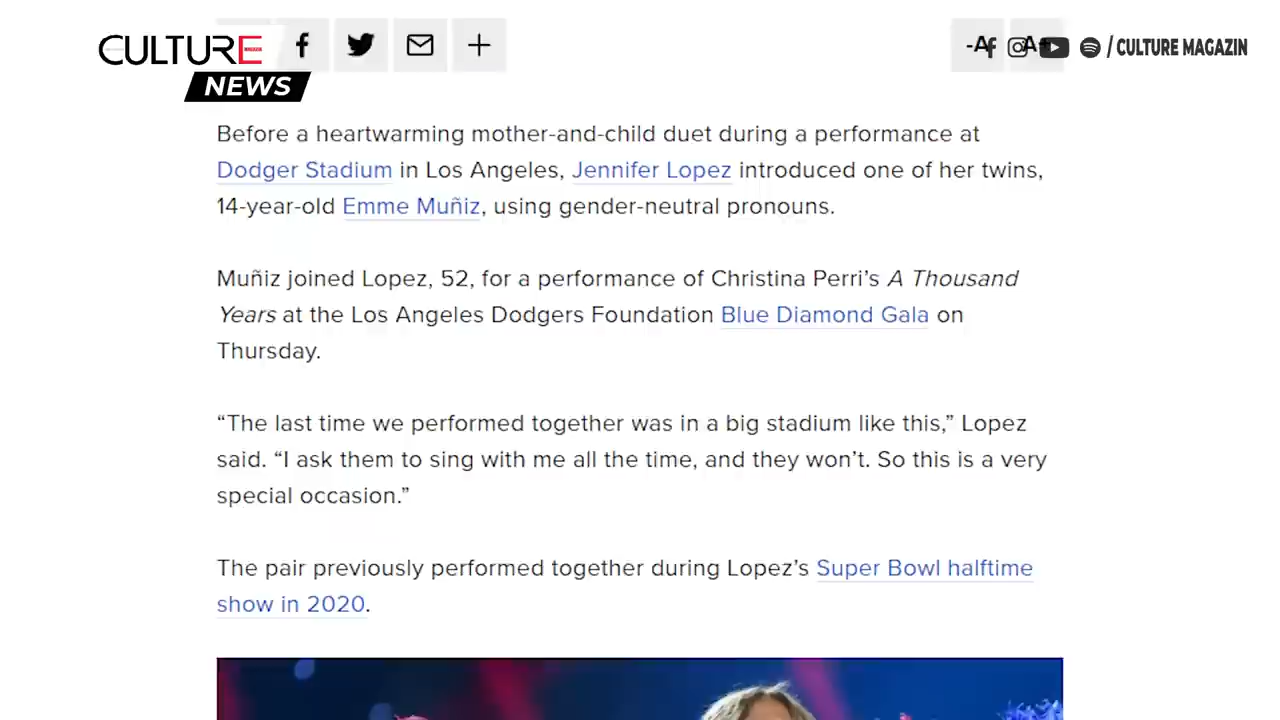 CULTURE
NEWS
-A
A+
/ CULTURE MAGAZIN
Before a heartwarming mother-and-child duet during a performance at
Dodger Stadium in Los Angeles, Jennifer Lopez introduced one of her twins,
14-year-old Emme Muñiz, using gender-neutral pronouns.
Muñiz joined Lopez, 52, for a performance of Christina Perri’s A Thousand
Years at the Los Angeles Dodgers Foundation Blue Diamond Gala on
Thursday.
“The last time we performed together was in a big stadium like this,” Lopez
said. “I ask them to sing with me all the time, and they won’t. So this is a very
special occasion.”
The pair previously performed together during Lopez’s Super Bowl halftime
show in 2020.